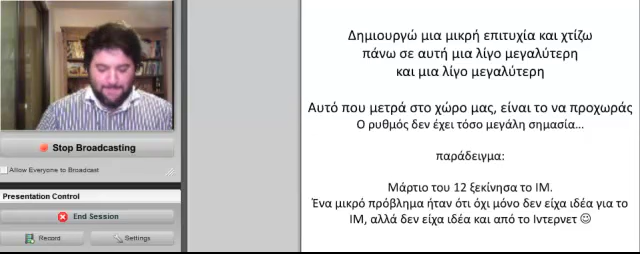 Stop Broadcasting
Allow Everyone to Broadcast
Presentation Control
End Session
Record
Settings
Δημιουργώ μια μικρή επιτυχία και χτίζω
πάνω σε αυτή μια λίγο μεγαλύτερη
και μια λίγο μεγαλύτερη
Αυτό που μετρά στο χώρο μας, είναι το να προχωράς
Ο ρυθμός δεν έχει τόσο μεγάλη σημασία...
παράδειγμα:
Μάρτιο του 12 ξεκίνησα το ΙΜ.
Ένα μικρό πρόβλημα ήταν ότι όχι μόνο δεν είχα ιδέα για το
ΙΜ, αλλά δεν είχα ιδέα και από το Ιντερνετ ☺